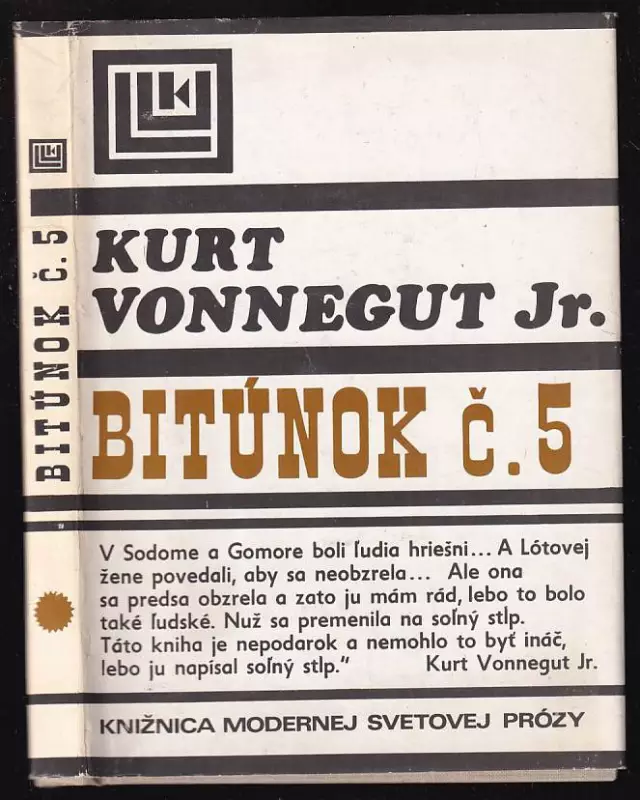 BITÚNOK Č. 5
KURT
VONNEGUT Jr.
BITÚNOK Č. 5
V Sodome a Gomore boli ľudia hriešni... A Lótovej
žene povedali, aby sa neobzrela... Ale ona
sa predsa obzrela a zato ju mám rád, lebo to bolo
také ľudské. Nuž sa premenila na soľný stĺp.
Táto kniha je nepodarok a nemohlo to byť ináč,
lebo ju napísal soľný stĺp.“ Kurt Vonnegut Jr.
KNIŽNICA MODERNEJ SVETOVEJ PRÓZY